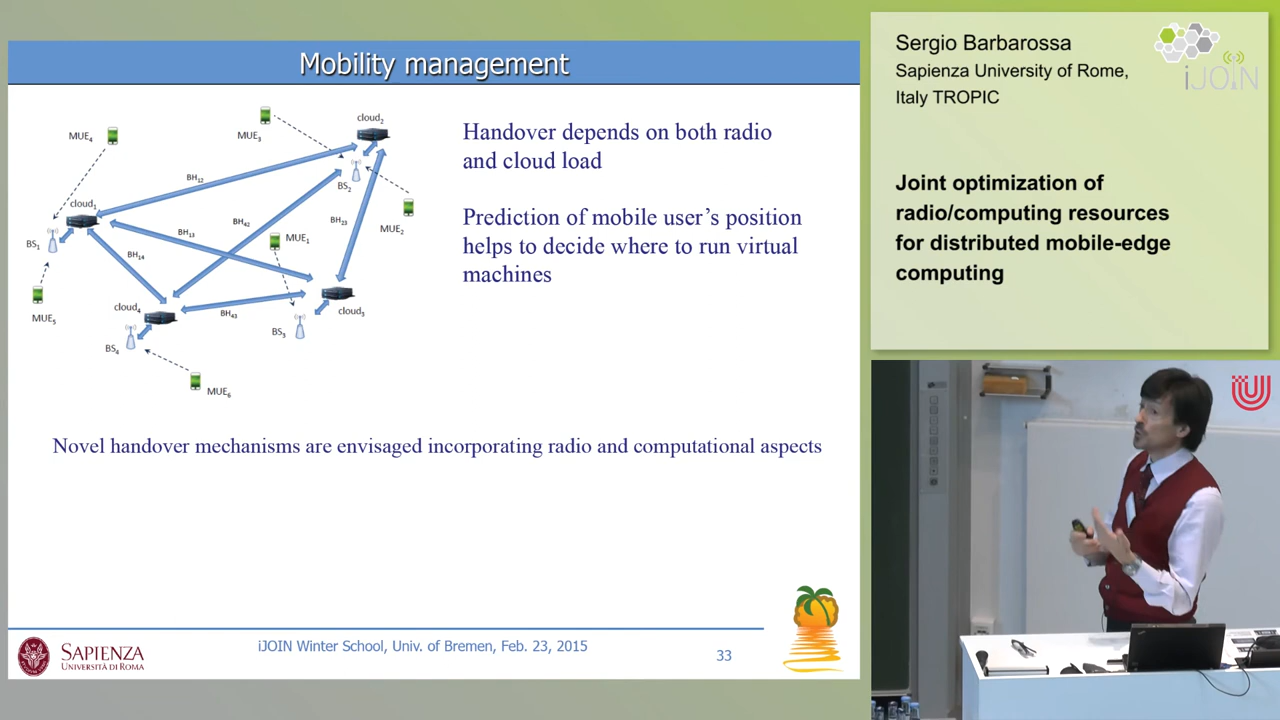 Mobility management
MUE4
MUE3
cloud2
BH12
BS2
cloud1
BH42
BH23
MUE2
BH13
MUE1
BS1
BH14
MUE5
cloud4
BH43
cloud3
BS3
BS4
MUE6
Handover depends on both radio
and cloud load
Prediction of mobile user's position
helps to decide where to run virtual
machines
Novel handover mechanisms are envisaged incorporating radio and computational aspects
SAPIENZA
UNIVERSITÀ DI ROMA
iJOIN Winter School, Univ. of Bremen, Feb. 23, 2015
33
Sergio Barbarossa
Sapienza University of Rome,
Italy TROPIC
iJOIN
Joint optimization of
radio/computing resources
for distributed mobile-edge
computing